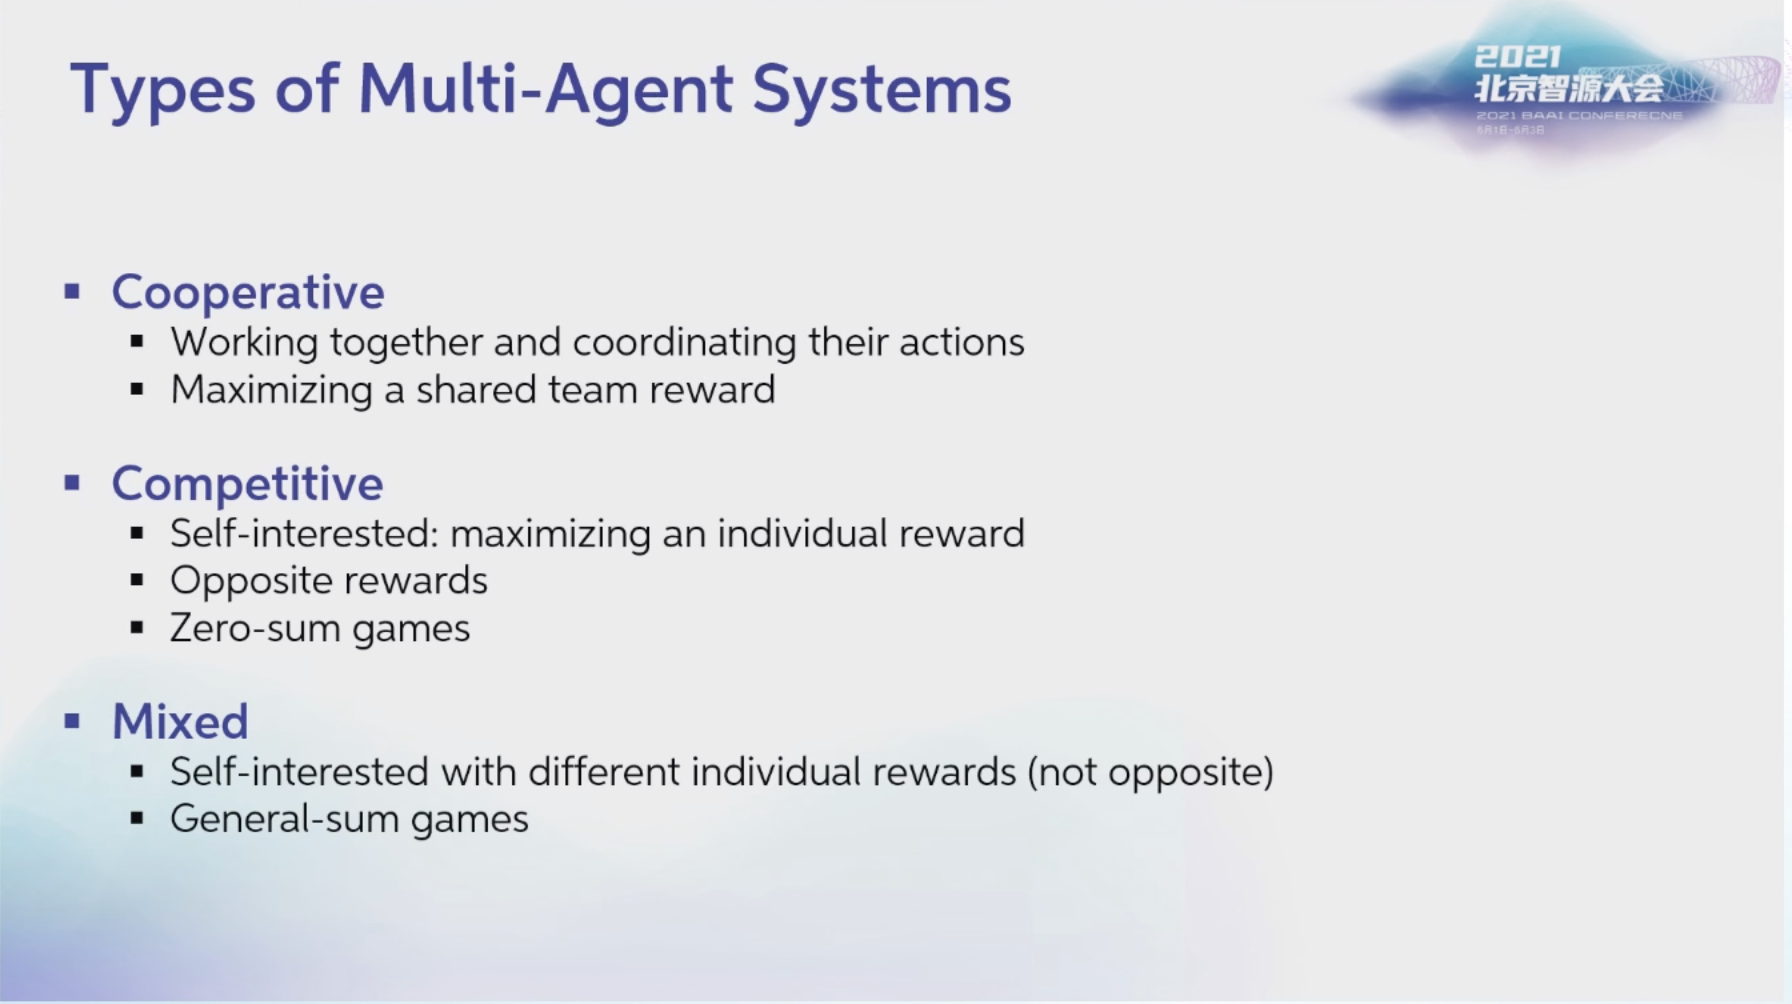 Types of Multi-Agent Systems
2021
北京智源大会
2021 BAAI CONFERECNE
6月1日-6月3日
▪ Cooperative
▪ Working together and coordinating their actions
▪ Maximizing a shared team reward
▪ Competitive
▪ Self-interested: maximizing an individual reward
▪ Opposite rewards
▪ Zero-sum games
▪ Mixed
▪ Self-interested with different individual rewards (not opposite)
▪ General-sum games